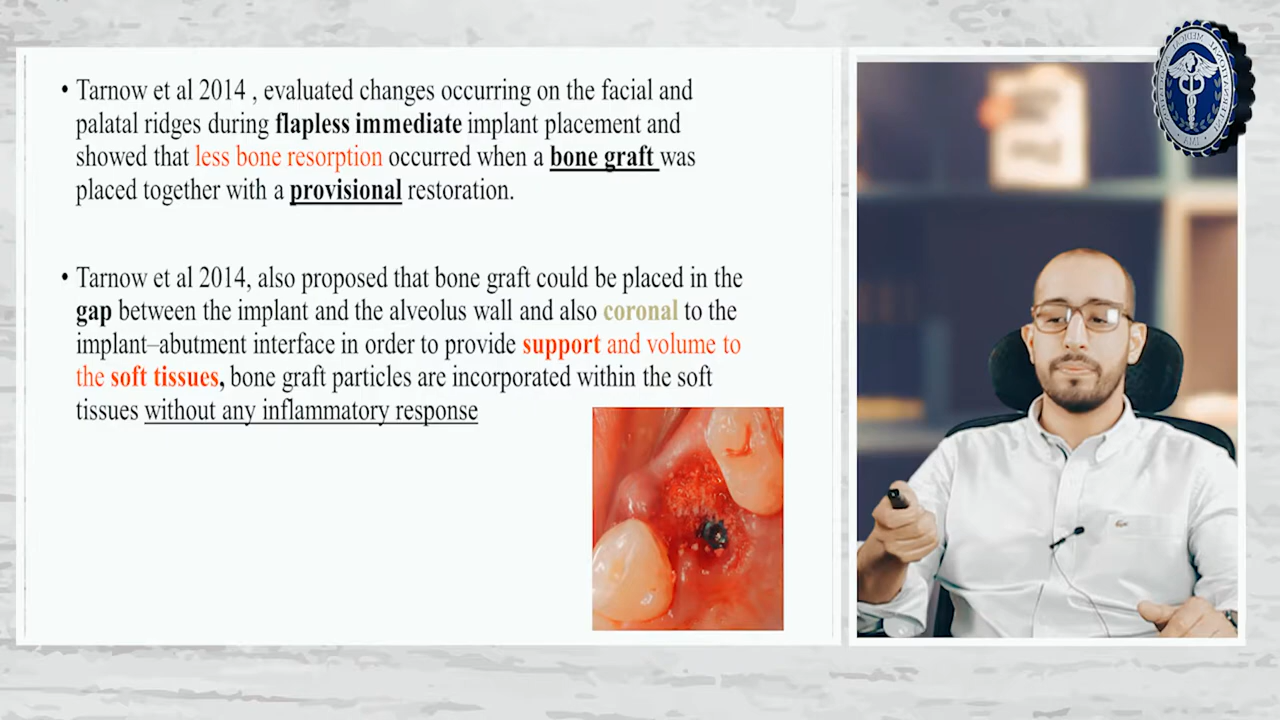 • Tarnow et al 2014 , evaluated changes occurring on the facial and
palatal ridges during flapless immediate implant placement and
showed that less bone resorption occurred when a bone graft was
placed together with a provisional restoration.
• Tarnow et al 2014, also proposed that bone graft could be placed in the
gap between the implant and the alveolus wall and also coronal to the
implant–abutment interface in order to provide support and volume to
the soft tissues, bone graft particles are incorporated within the soft
tissues without any inflammatory response